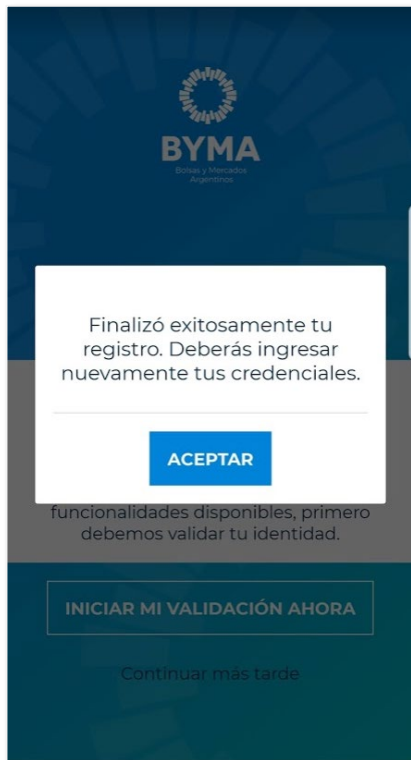 BYMA
Bolsas y Mercados
Argentinos
Finalizó exitosamente tu
registro. Deberás ingresar
nuevamente tus credenciales.
ACEPTAR
funcionalidades disponibles, primero
debemos validar tu identidad.
INICIAR MI VALIDACIÓN AHORA
Continuar más tarde